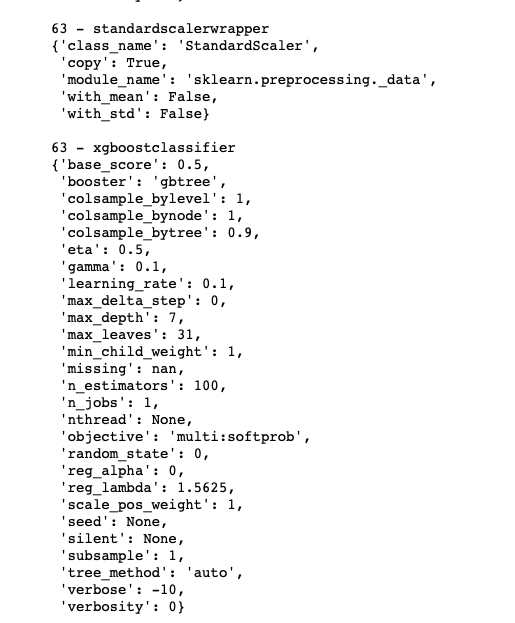 63 - standardscalerwrapper
{'class_name': 'StandardScaler',
 'copy': True,
 'module_name': 'sklearn.preprocessing._data',
 'with_mean': False,
 'with_std': False}

63 - xgboostclassifier
{'base_score': 0.5,
 'booster': 'gbtree',
 'colsample_bylevel': 1,
 'colsample_bynode': 1,
 'colsample_bytree': 0.9,
 'eta': 0.5,
 'gamma': 0.1,
 'learning_rate': 0.1,
 'max_delta_step': 0,
 'max_depth': 7,
 'max_leaves': 31,
 'min_child_weight': 1,
 'missing': nan,
 'n_estimators': 100,
 'n_jobs': 1,
 'nthread': None,
 'objective': 'multi:softprob',
 'random_state': 0,
 'reg_alpha': 0,
 'reg_lambda': 1.5625,
 'scale_pos_weight': 1,
 'seed': None,
 'silent': None,
 'subsample': 1,
 'tree_method': 'auto',
 'verbose': -10,
 'verbosity': 0}